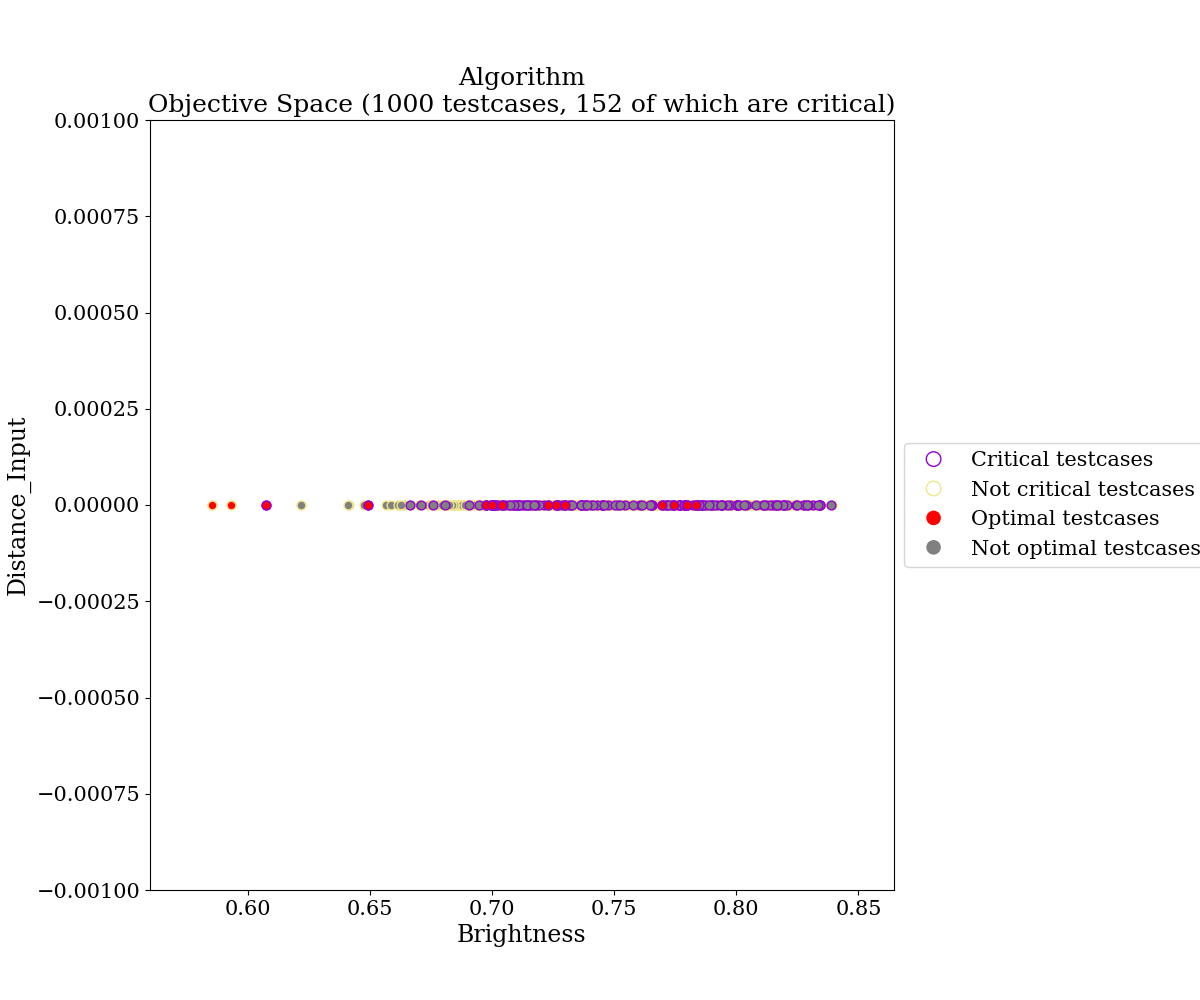 Algorithm
Objective Space (1000 testcases, 152 of which are critical)
0.00100
0.00075
0.00050
0.00025
0.00000
−0.00025
−0.00050
−0.00075
−0.00100
Distance_Input
0.60
0.65
0.70
0.75
0.80
0.85
Brightness
Critical testcases
Not critical testcases
Optimal testcases
Not optimal testcases